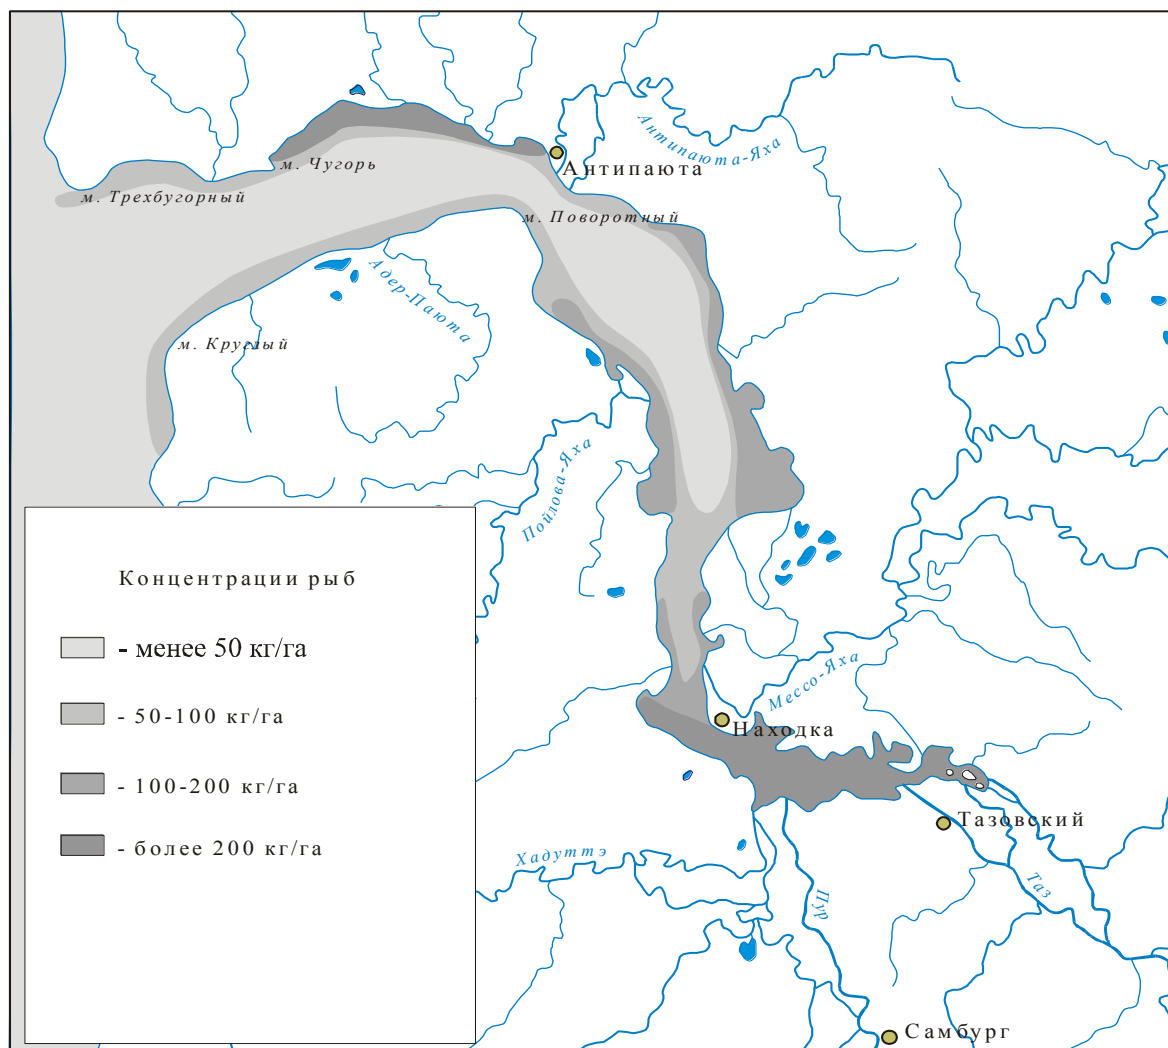 Антипаюта-Яха
м. Чугорь
Антипаюта
м. Трехбугорный
м. Поворотный
Адер-Паюта
м. Круглый
Пойлова-Яха
Концентрации рыб
- менее 50 кг/га
- 50-100 кг/га
- 100-200 кг/га
- более 200 кг/га
Мессо-Яха
Находка
Тазовский
Хадуттэ
Пур
Таз
Самбург